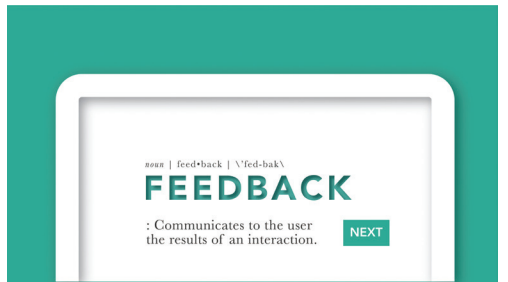 noun | feed•back | \'fed-bak\
FEEDBACK
: Communicates to the user
the results of an interaction.
NEXT